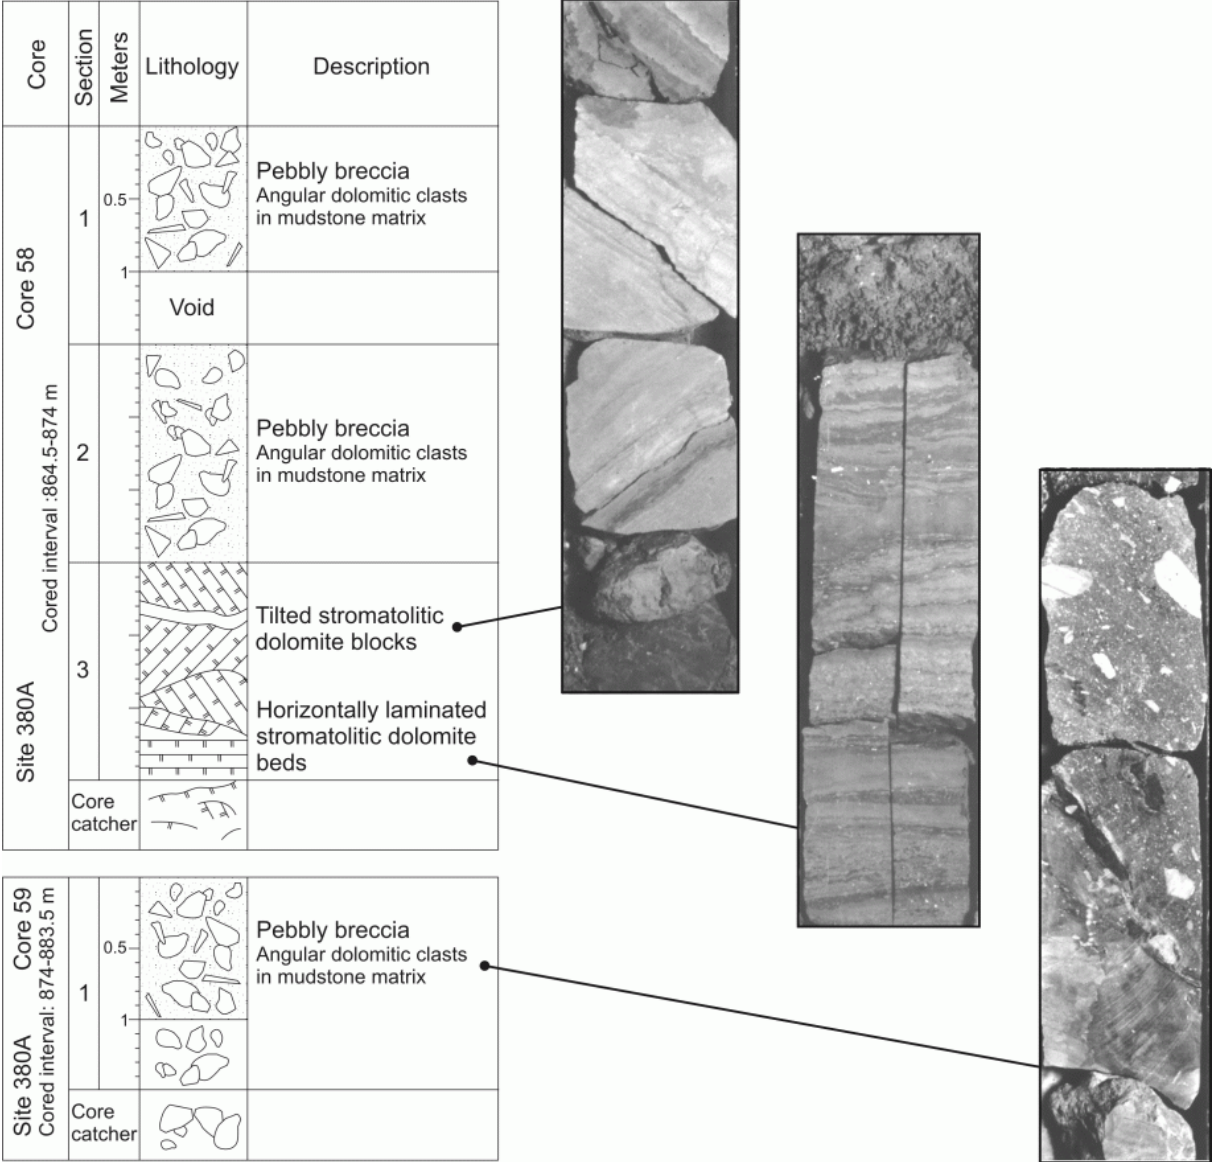 Core
Section
Meters
Lithology
Description
Site 380A
Core 58
Cored interval :864.5-874 m
1
0.5
1
Pebbly breccia
Angular dolomitic clasts
in mudstone matrix
Void
2
Pebbly breccia
Angular dolomitic clasts
in mudstone matrix
3
Tilted stromatolitic
dolomite blocks
Horizontally laminated
stromatolitic dolomite
beds
Core
catcher
Site 380A
Core 59
Cored interval: 874-883.5 m
1
0.5
1
Pebbly breccia
Angular dolomitic clasts
in mudstone matrix
Core
catcher